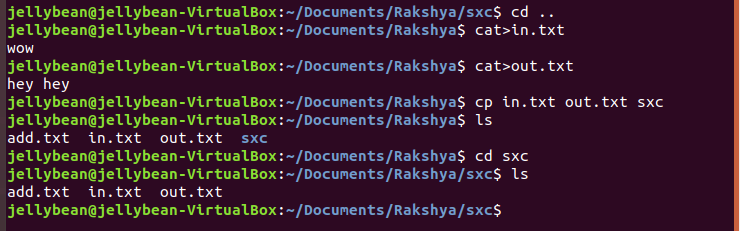 jellybean@jellybean-VirtualBox:~/Documents/Rakshya/sxc$ cd ..
jellybean@jellybean-VirtualBox:~/Documents/Rakshya$ cat>in.txt
wow
jellybean@jellybean-VirtualBox:~/Documents/Rakshya$ cat>out.txt
hey hey
jellybean@jellybean-VirtualBox:~/Documents/Rakshya$ cp in.txt out.txt sxc
jellybean@jellybean-VirtualBox:~/Documents/Rakshya$ ls
add.txt  in.txt  out.txt  sxc
jellybean@jellybean-VirtualBox:~/Documents/Rakshya$ cd sxc
jellybean@jellybean-VirtualBox:~/Documents/Rakshya/sxc$ ls
add.txt  in.txt  out.txt
jellybean@jellybean-VirtualBox:~/Documents/Rakshya/sxc$